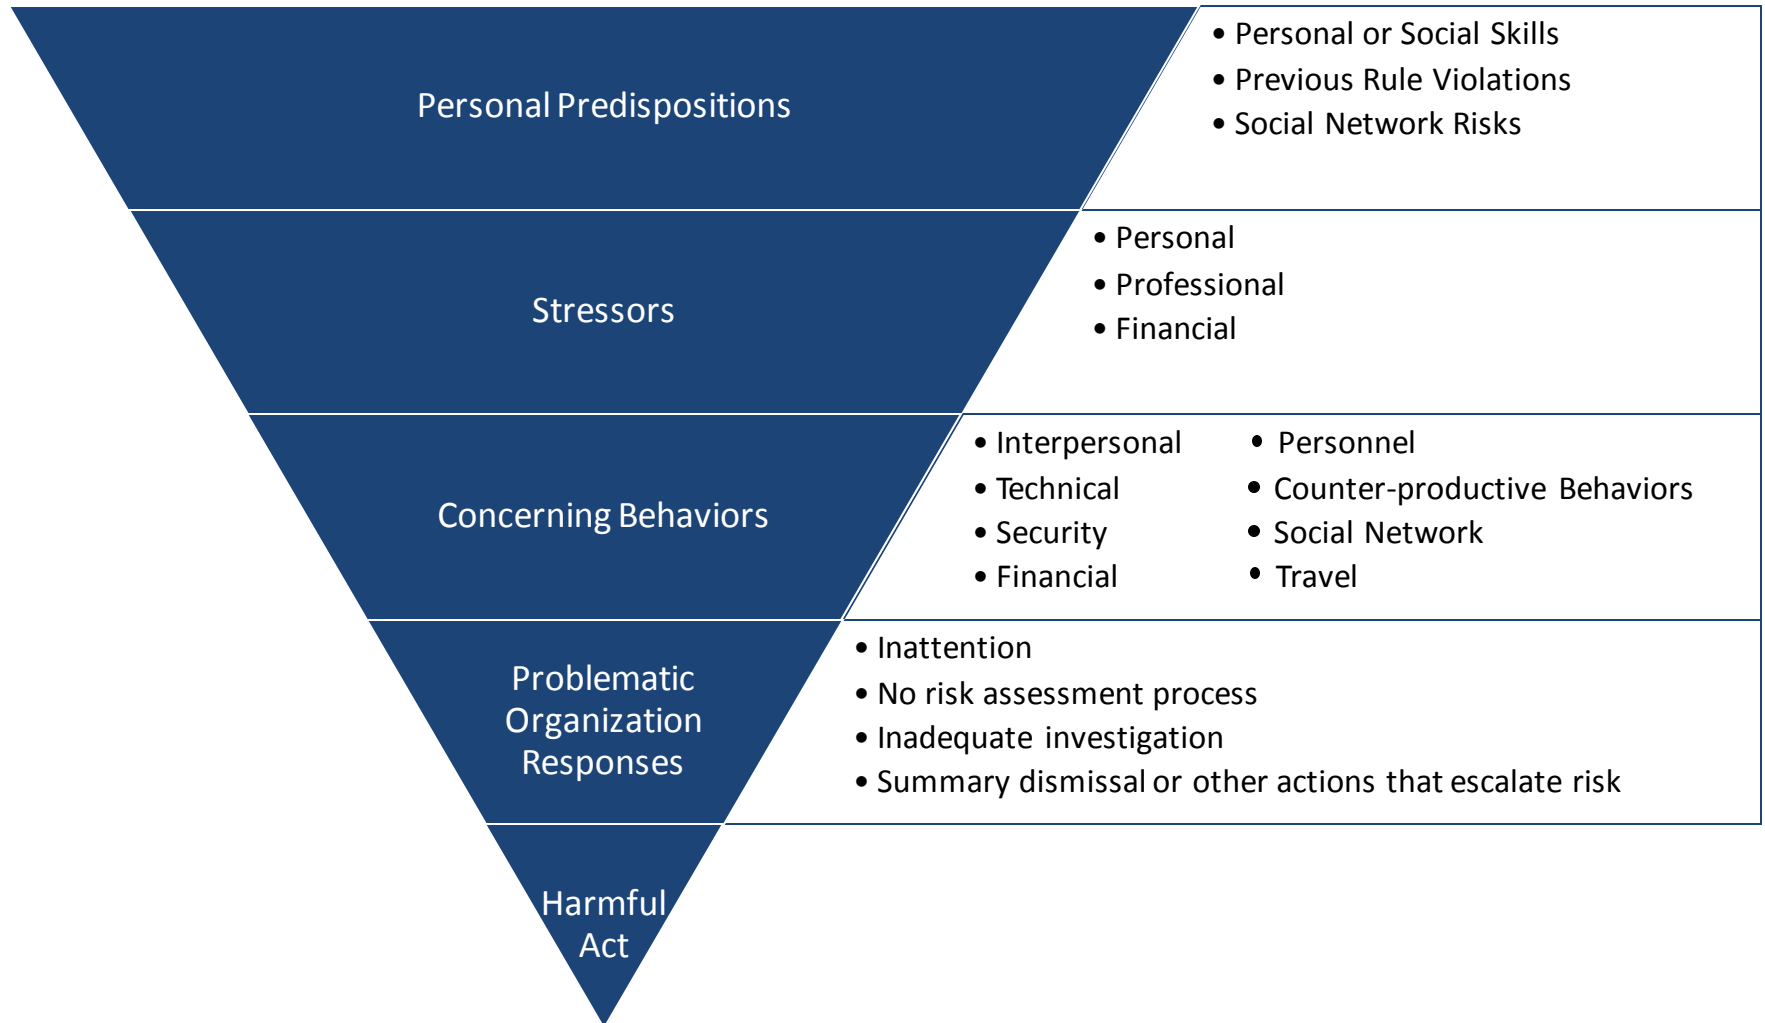 Personal Predispositions
• Personal or Social Skills
• Previous Rule Violations
• Social Network Risks
Stressors
• Personal
• Professional
• Financial
Concerning Behaviors
• Interpersonal
• Technical
• Security
• Financial
• Personnel
• Counter-productive Behaviors
• Social Network
• Travel
Problematic
Organization
Responses
• Inattention
• No risk assessment process
• Inadequate investigation
• Summary dismissal or other actions that escalate risk
Harmful
Act